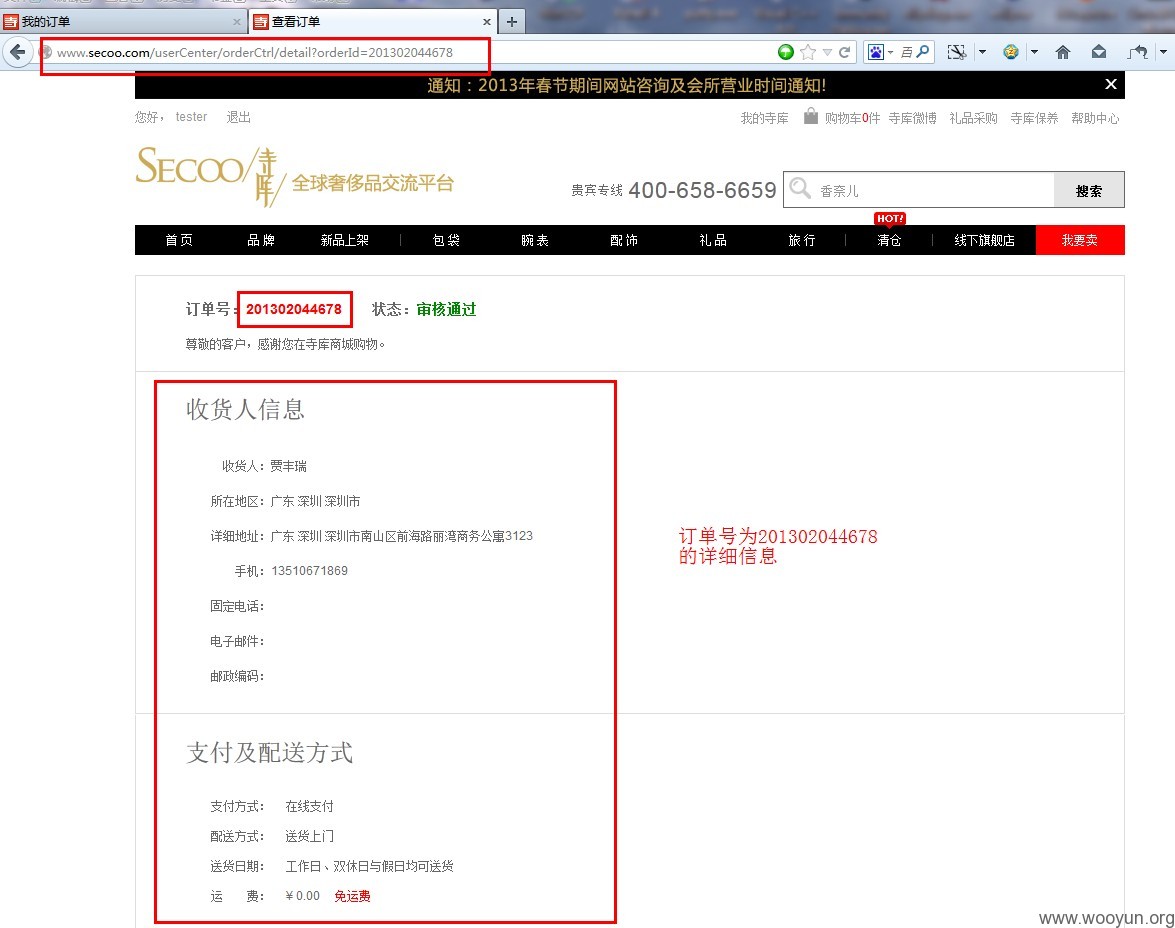 我的订单
查看订单
www.secoo.com/userCenter/orderCtrl/detail?orderId=201302044678
百
通知：2013年春节期间网站咨询及会所营业时间通知!
您好， tester 退出
我的寺库 购物车0件 寺库微博 礼品采购 寺库保养 帮助中心
SECOO 寺库 全球奢侈品交流平台
贵宾专线 400-658-6659 香奈儿 搜索
HOT!
首页 品牌 新品上架 包袋 腕表 配饰 礼品 旅行 清仓 线下旗舰店 我要卖
订单号：201302044678 状态：审核通过
尊敬的客户，感谢您在寺库商城购物。
收货人信息
收货人：贾丰瑞
所在地区：广东 深圳 深圳市
详细地址：广东 深圳 深圳市南山区前海路丽湾商务公寓3123
手机：13510671869
固定电话：
电子邮件：
邮政编码：
订单号为201302044678
的详细信息
支付及配送方式
支付方式： 在线支付
配送方式： 送货上门
送货日期： 工作日、双休日与假日均可送货
运 费： ¥ 0.00 免运费
www.wooyun.org